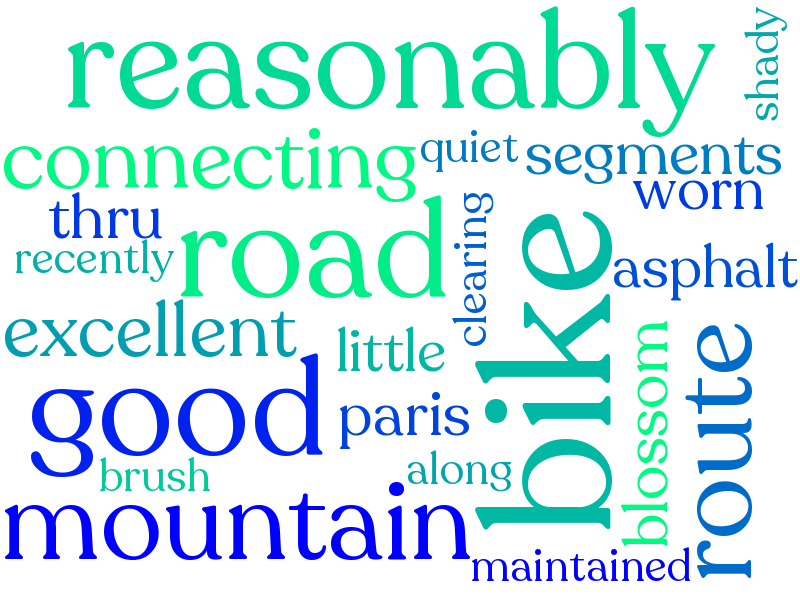 reasonably
shady
connecting
quiet
segments
worn
thru
road
recently
clearing
bike
asphalt
excellent
little
good
paris
blossom
route
brush
along
mountain
maintained